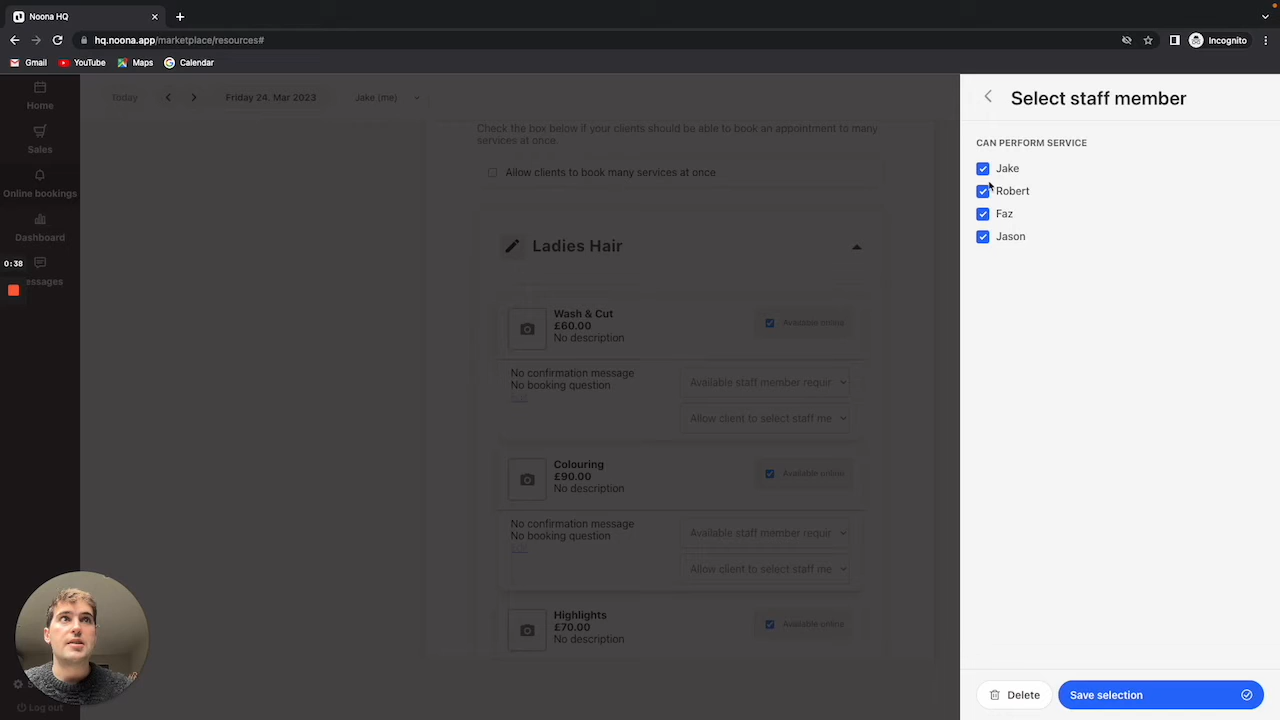 Noona HQ
hq.noona.app/marketplace/resources#
Incognito
Gmail
YouTube
Maps
Calendar
Home
Sales
Online bookings
Dashboard
0:38
essages
Log out
Today
Friday 24. Mar 2023
Jake (me)
Check the box below if your clients should be able to book an appointment to many
services at once.
Allow clients to book many services at once
Ladies Hair
Wash & Cut
£60.00
No description
Available online
No confirmation message
No booking question
Available staff member requir
Allow client to select staff me
Colouring
£90.00
No description
Available online
No confirmation message
No booking question
Available staff member requir
Allow client to select staff me
Highlights
£70.00
No description
Available online
Select staff member
CAN PERFORM SERVICE
Jake
Robert
Faz
Jason
Delete
Save selection